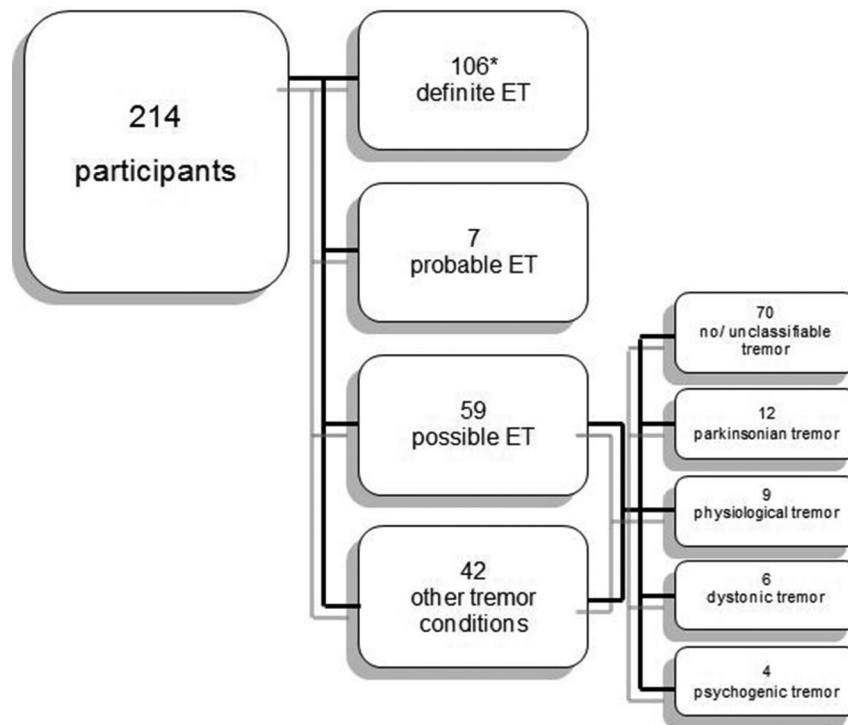 214
participants
106*
definite ET
7
probable ET
59
possible ET
42
other tremor
conditions
70
no/ unclassifiable
tremor
12
parkinsonian tremor
9
physiological tremor
6
dystonic tremor
4
psychogenic tremor